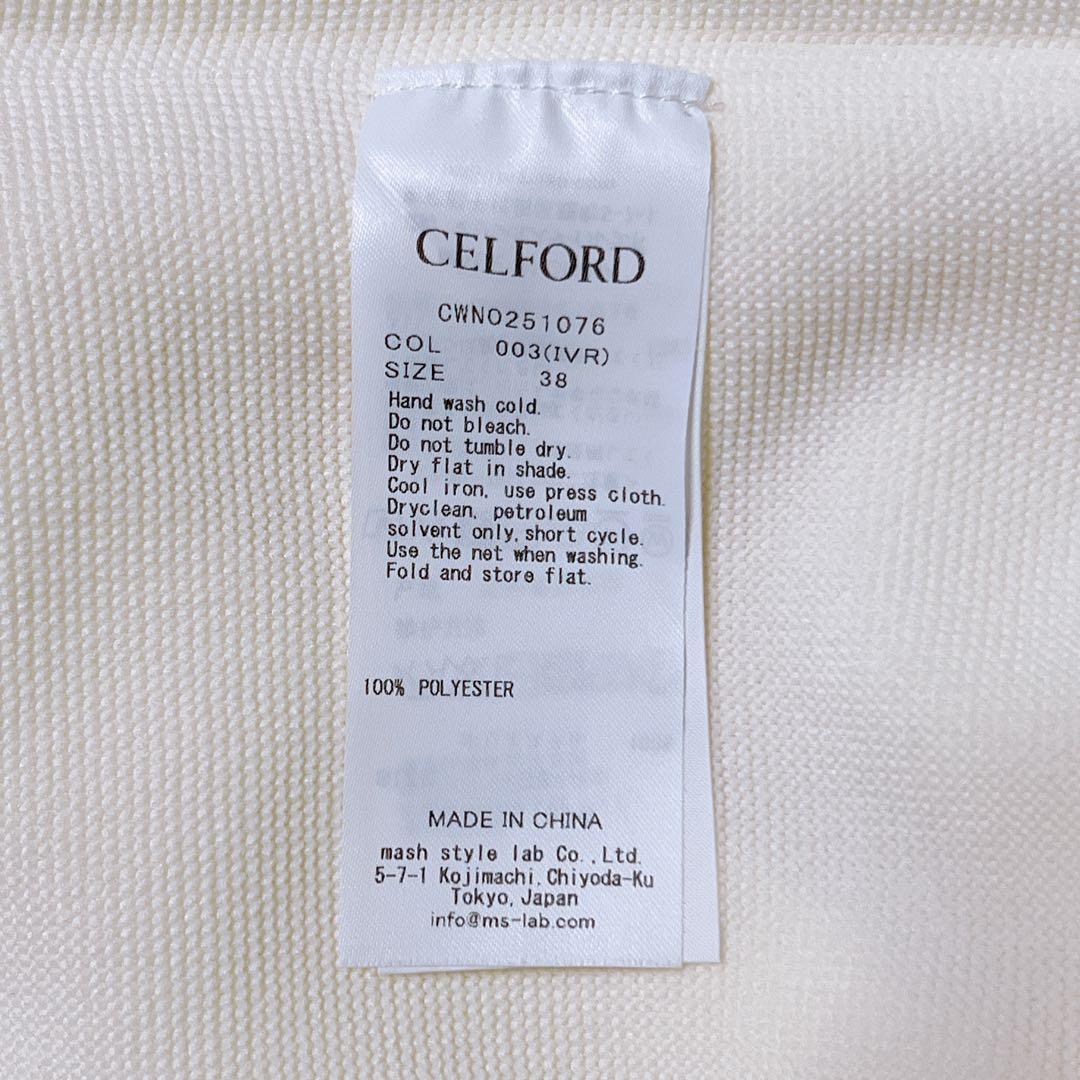 CELFORD
CWNO251076
COL 003(IVR)
SIZE 38
Hand wash cold.
Do not bleach.
Do not tumble dry.
Dry flat in shade.
Cool iron, use press cloth.
Dryclean, petroleum
solvent only, short cycle.
Use the net when washing.
Fold and store flat.
100% POLYESTER
MADE IN CHINA
mash style lab Co.,Ltd.
5-7-1 Kojimachi,Chiyoda-Ku
Tokyo,Japan
info@ms-lab.com